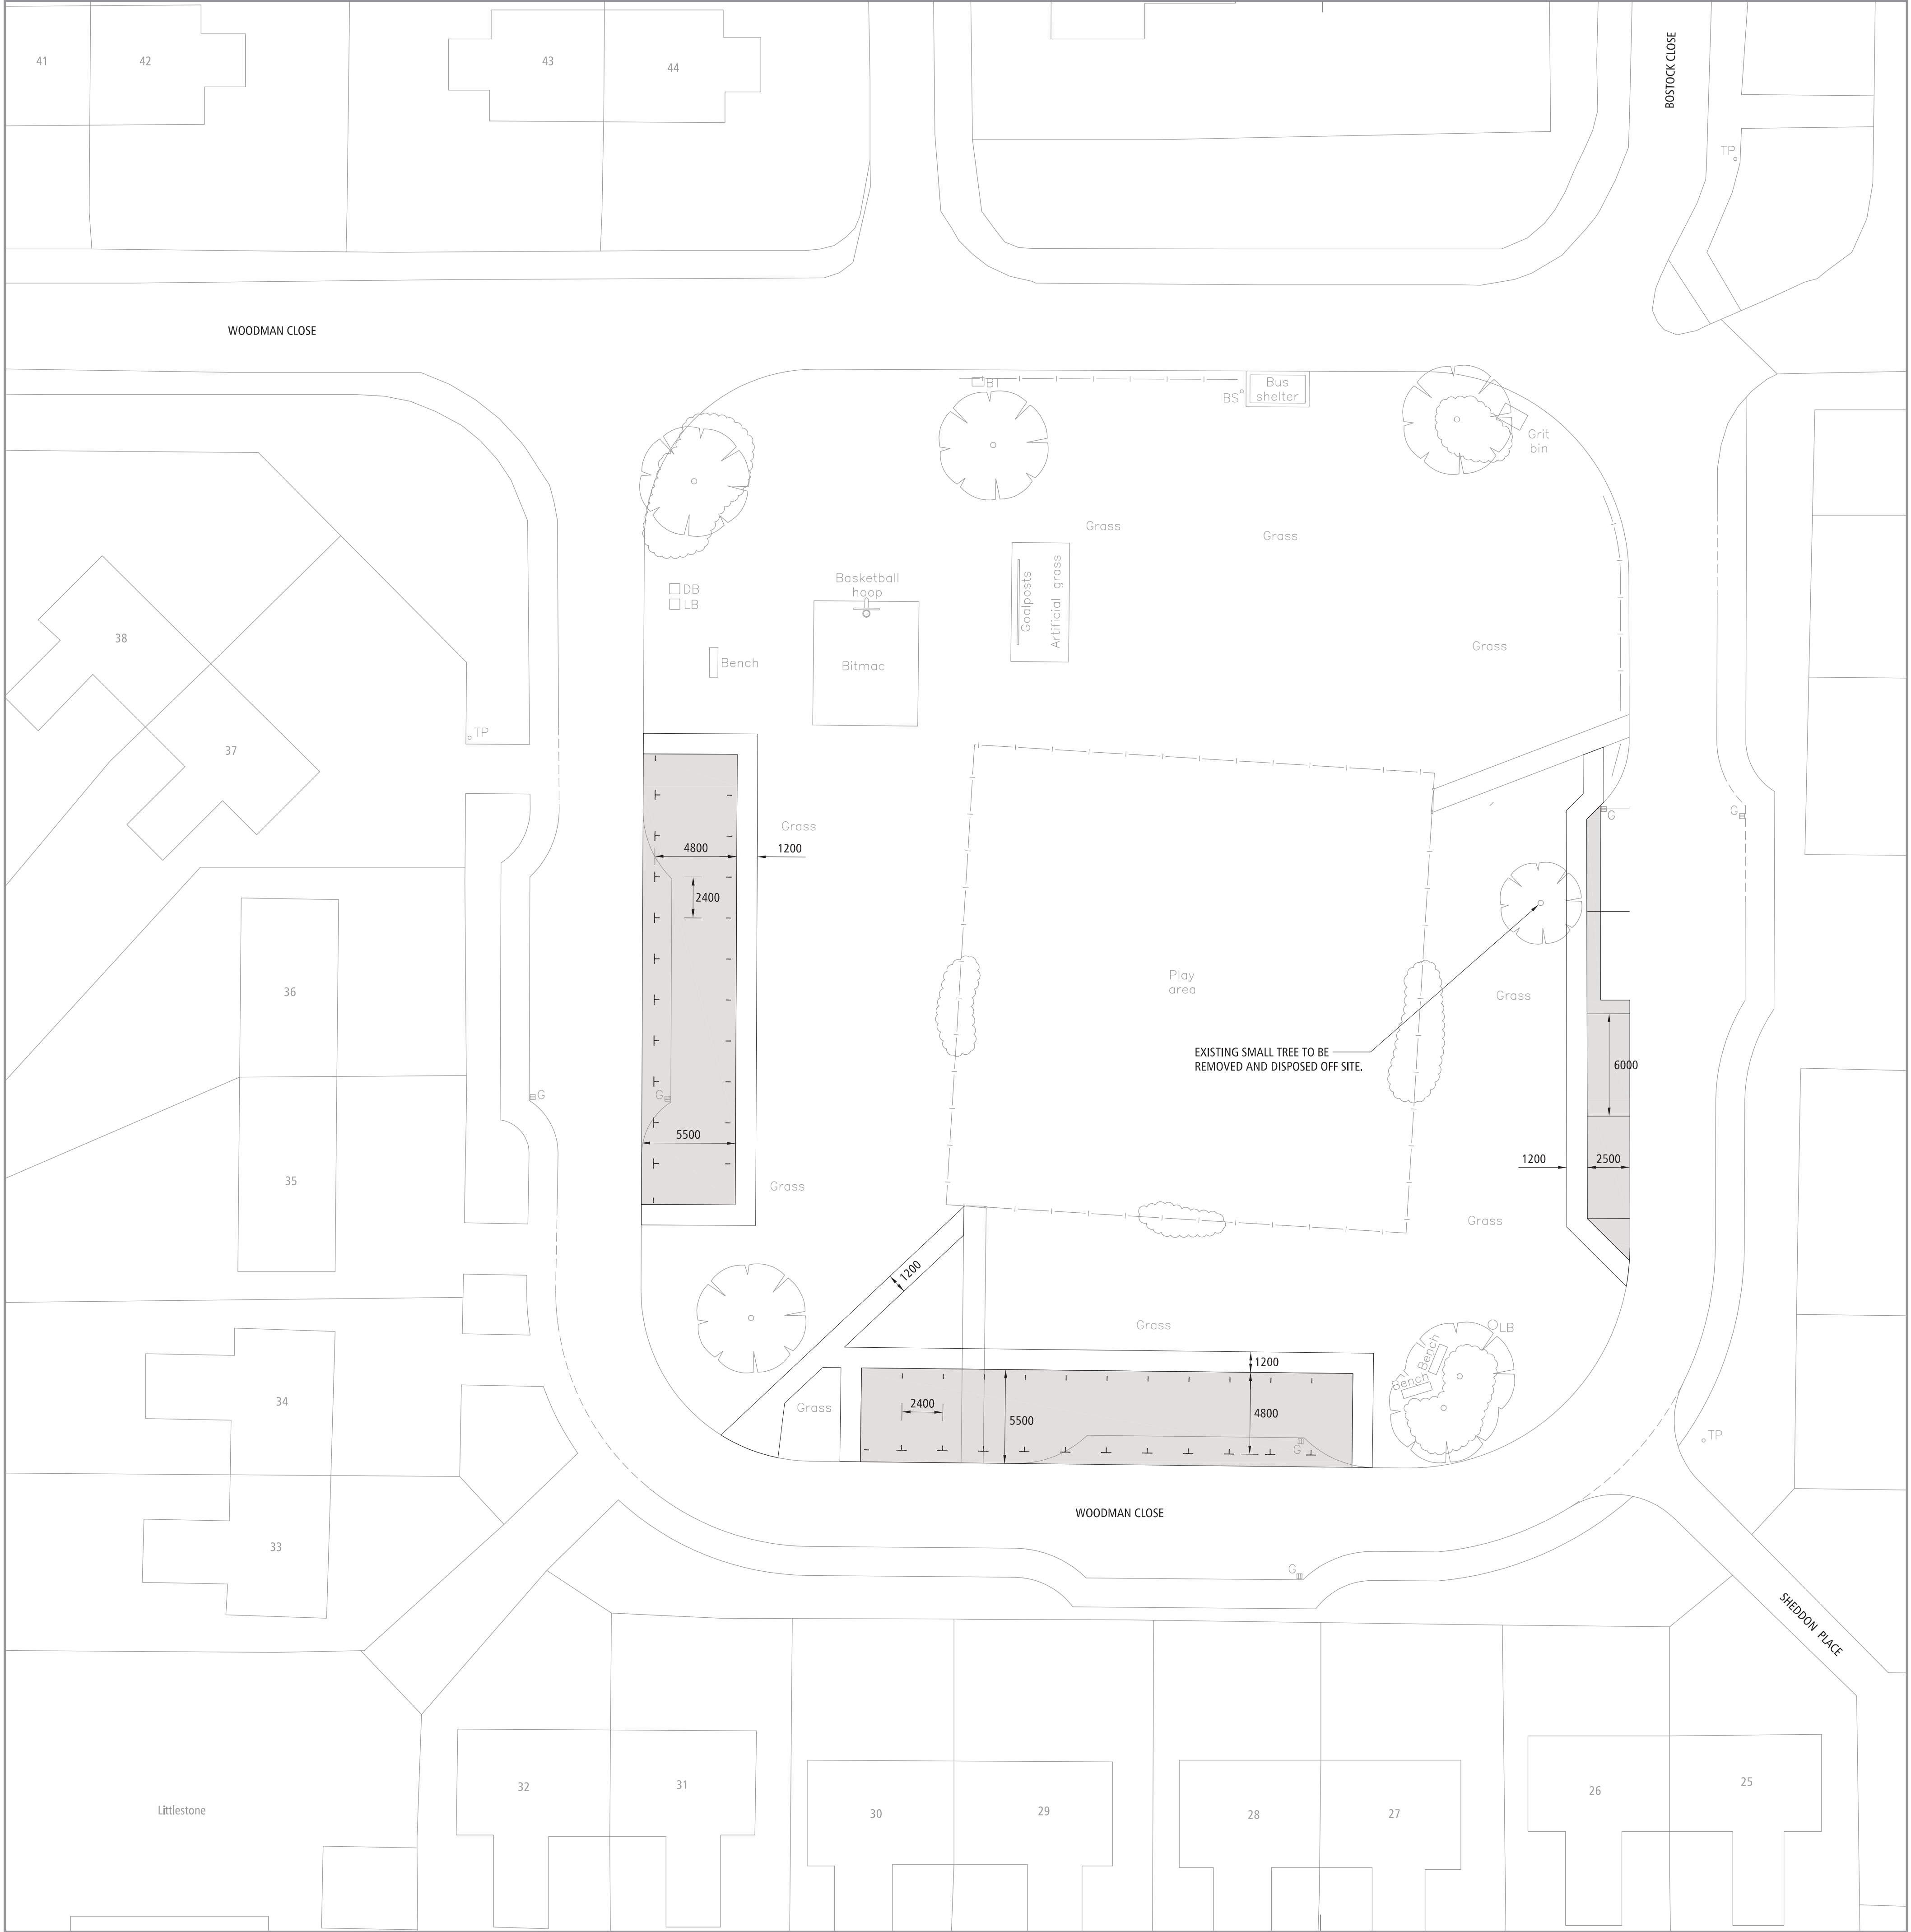 41
42
43
44
BOSTOCK CLOSE
TP
WOODMAN CLOSE
BT
BS
Bus
shelter
Grit
bin
Grass
Grass
DB
LB
Basketball
hoop
Goalposts
Artificial grass
38
Bench
Bitmac
Grass
37
TP
G
G
Grass
4800
1200
2400
36
Play
area
Grass
EXISTING SMALL TREE TO BE
REMOVED AND DISPOSED OFF SITE.
6000
G
G
5500
1200
2500
35
Grass
Grass
1200
Grass
LB
Bench
Bench
1200
34
Grass
2400
5500
4800
G
TP
WOODMAN CLOSE
33
G
SHEDDON PLACE
32
31
30
29
28
27
26
25
Littlestone